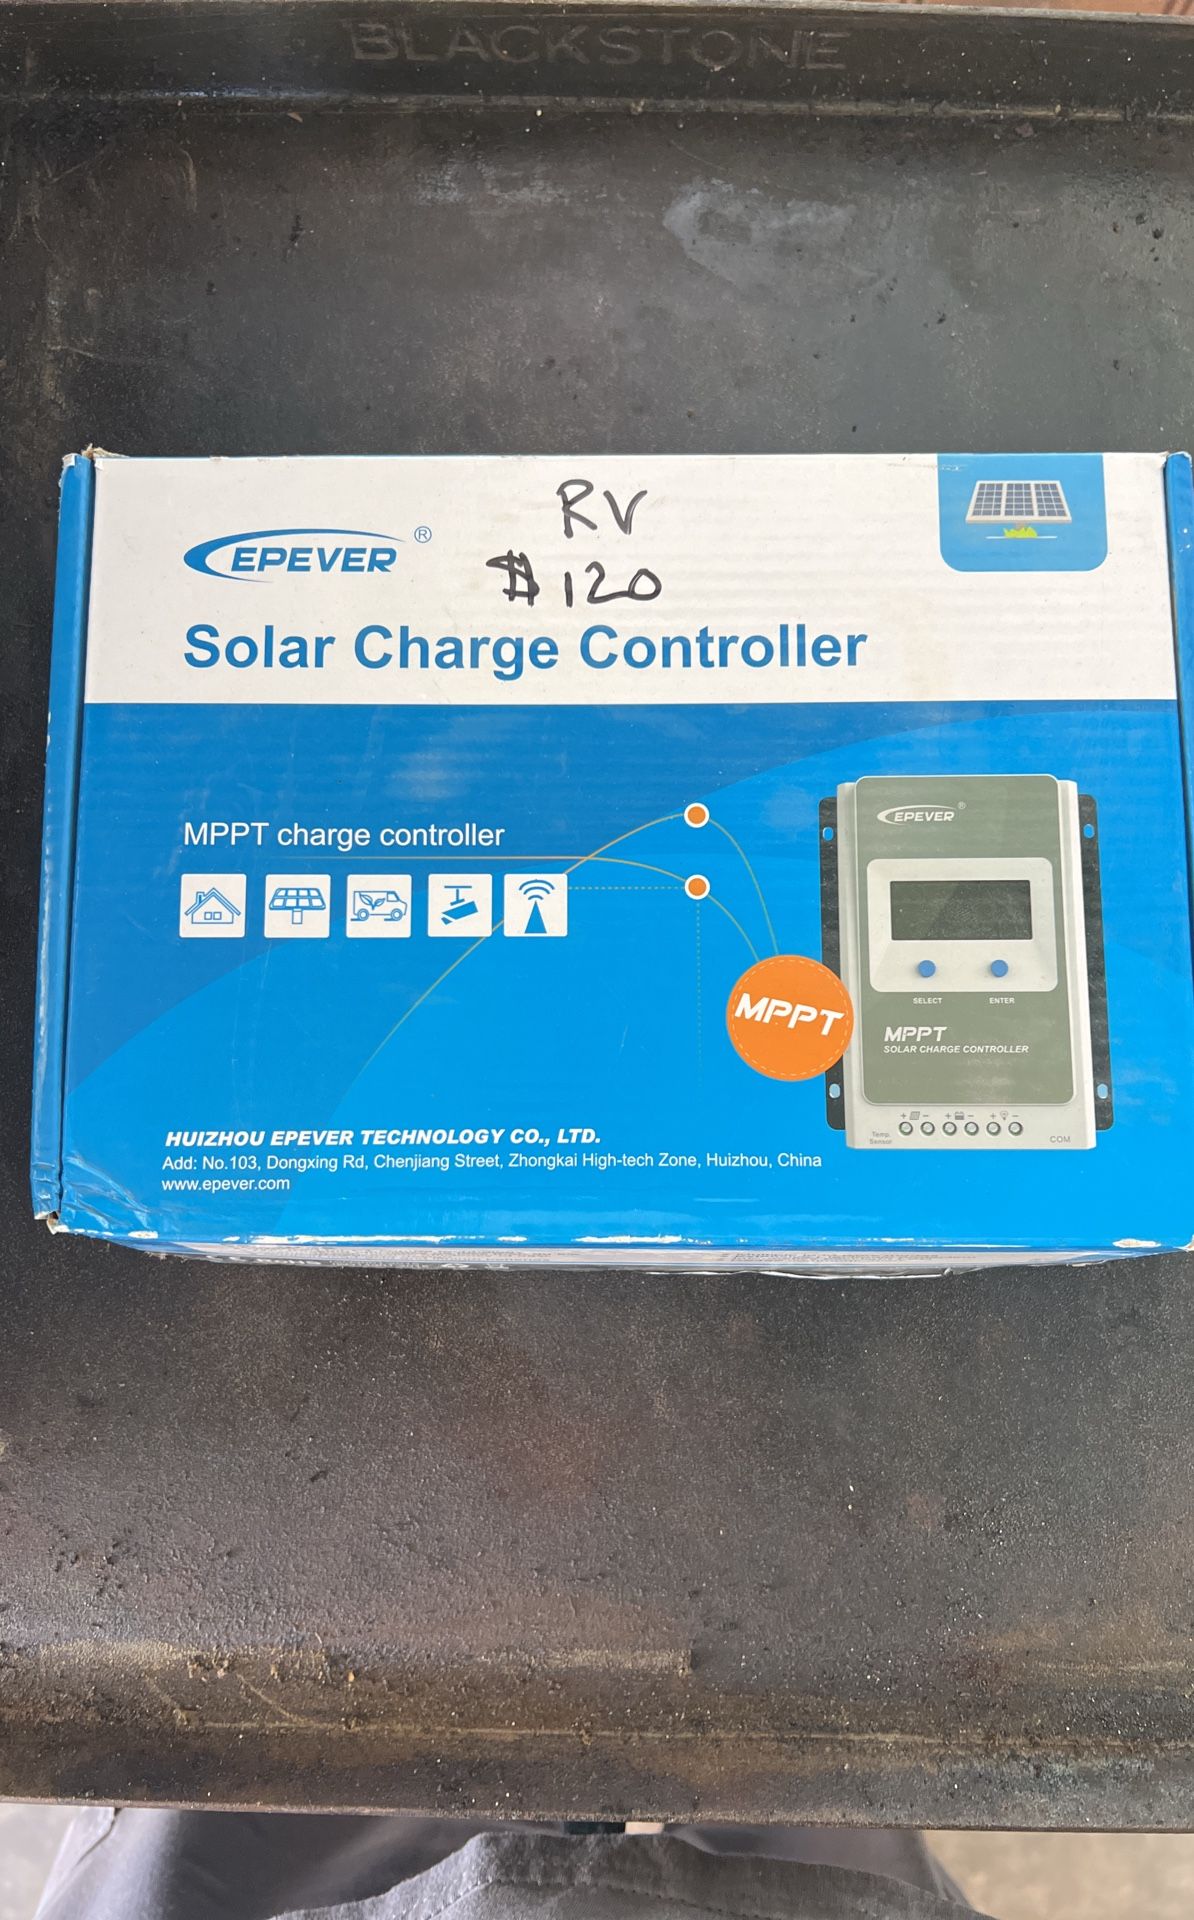 BLACKSTONE
RV
$120
EPEVER®
Solar Charge Controller
MPPT charge controller
EPEVER®
SELECT ENTER
MPPT
MPPT
SOLAR CHARGE CONTROLLER
+ - + - + -
Temp.
Sensor
COM
HUIZHOU EPEVER TECHNOLOGY CO., LTD.
Add: No.103, Dongxing Rd, Chenjiang Street, Zhongkai High-tech Zone, Huizhou, China
www.epever.com